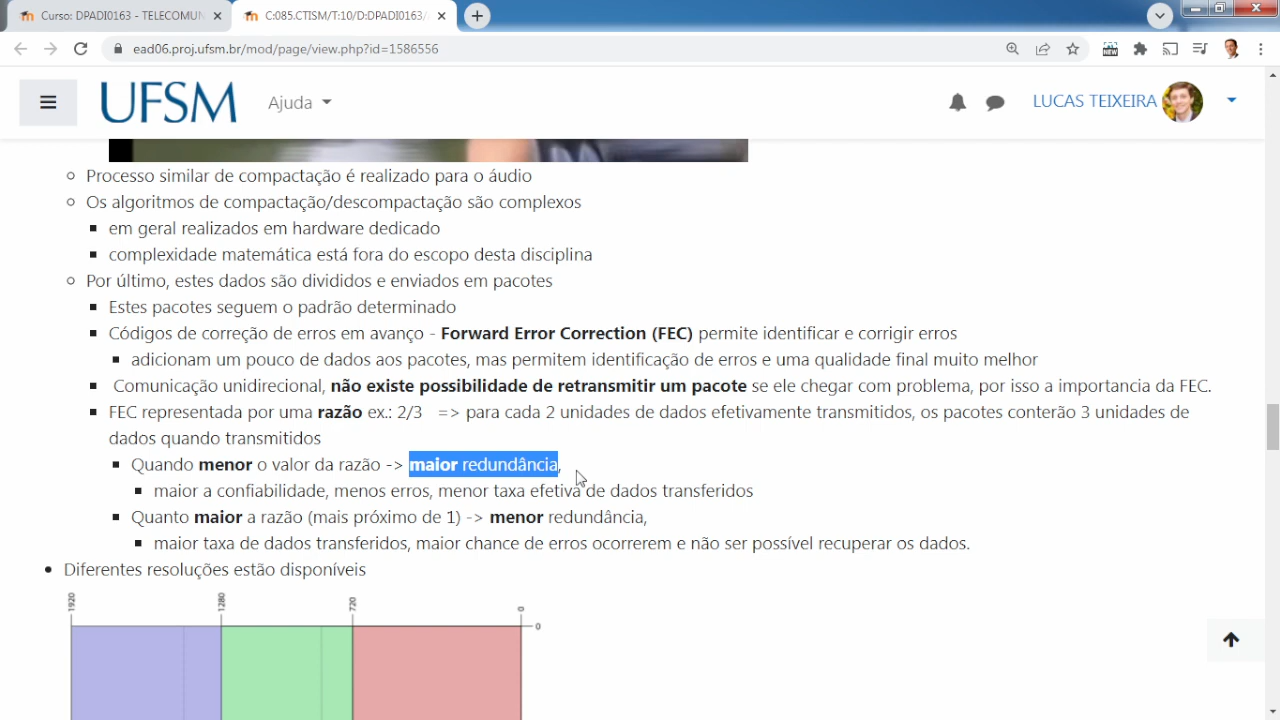 Curso: DPADI0163 - TELECOMUN
C:085.CTISM/T:10/D:DPADI0163/
ead06.proj.ufsm.br/mod/page/view.php?id=1586556
NEW
UFSM
Ajuda
LUCAS TEIXEIRA
Processo similar de compactação é realizado para o áudio
Os algoritmos de compactação/descompactação são complexos
em geral realizados em hardware dedicado
complexidade matemática está fora do escopo desta disciplina
Por último, estes dados são divididos e enviados em pacotes
Estes pacotes seguem o padrão determinado
Códigos de correção de erros em avanço - Forward Error Correction (FEC) permite identificar e corrigir erros
adicionam um pouco de dados aos pacotes, mas permitem identificação de erros e uma qualidade final muito melhor
Comunicação unidirecional, não existe possibilidade de retransmitir um pacote se ele chegar com problema, por isso a importancia da FEC.
FEC representada por uma razão ex.: 2/3 => para cada 2 unidades de dados efetivamente transmitidos, os pacotes conterão 3 unidades de
dados quando transmitidos
Quando menor o valor da razão -> maior redundância,
maior a confiabilidade, menos erros, menor taxa efetiva de dados transferidos
Quanto maior a razão (mais próximo de 1) -> menor redundância,
maior taxa de dados transferidos, maior chance de erros ocorrerem e não ser possível recuperar os dados.
Diferentes resoluções estão disponíveis
1920
1280
720
0
0